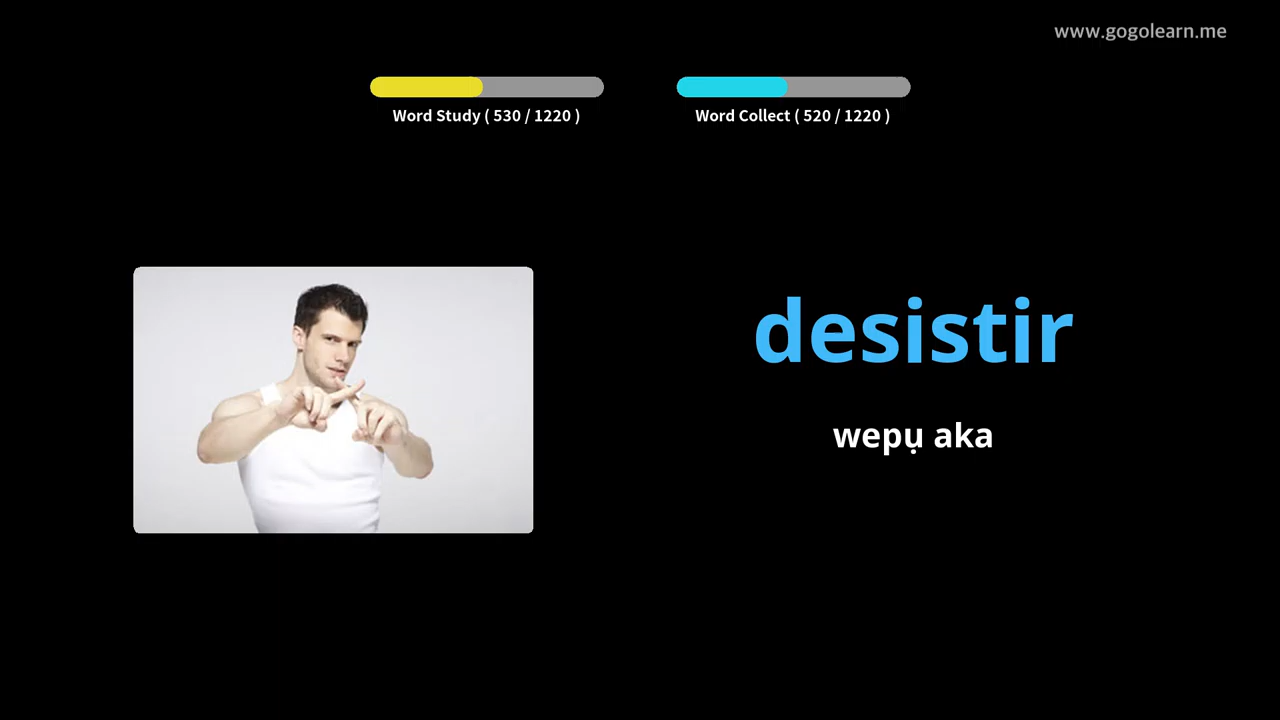 www.gogolearn.me
Word Study ( 530 / 1220 )
Word Collect ( 520 / 1220 )
desistir
wepụ aka